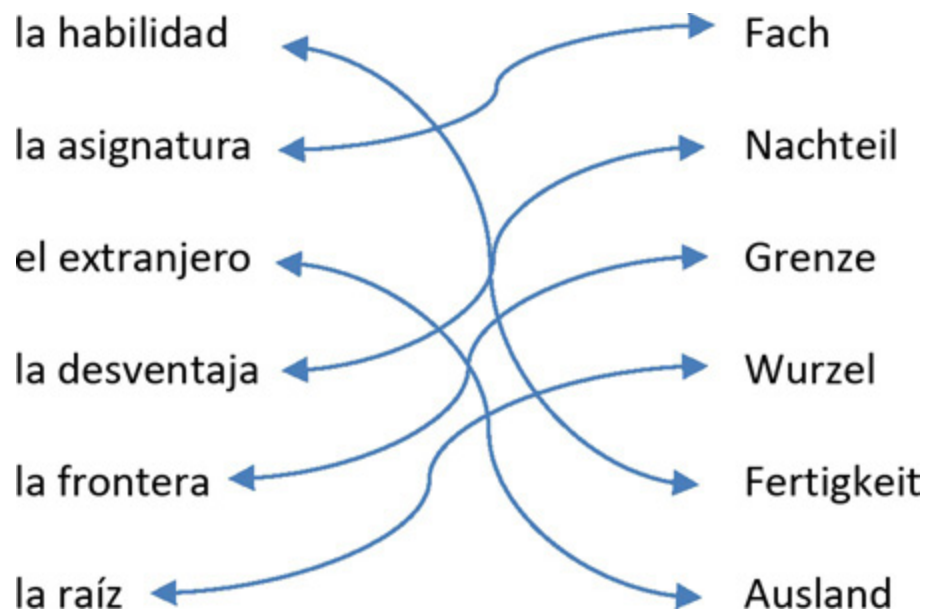 la habilidad Fach
la asignatura Nachteil
el extranjero Grenze
la desventaja Wurzel
la frontera Fertigkeit
la raíz Ausland